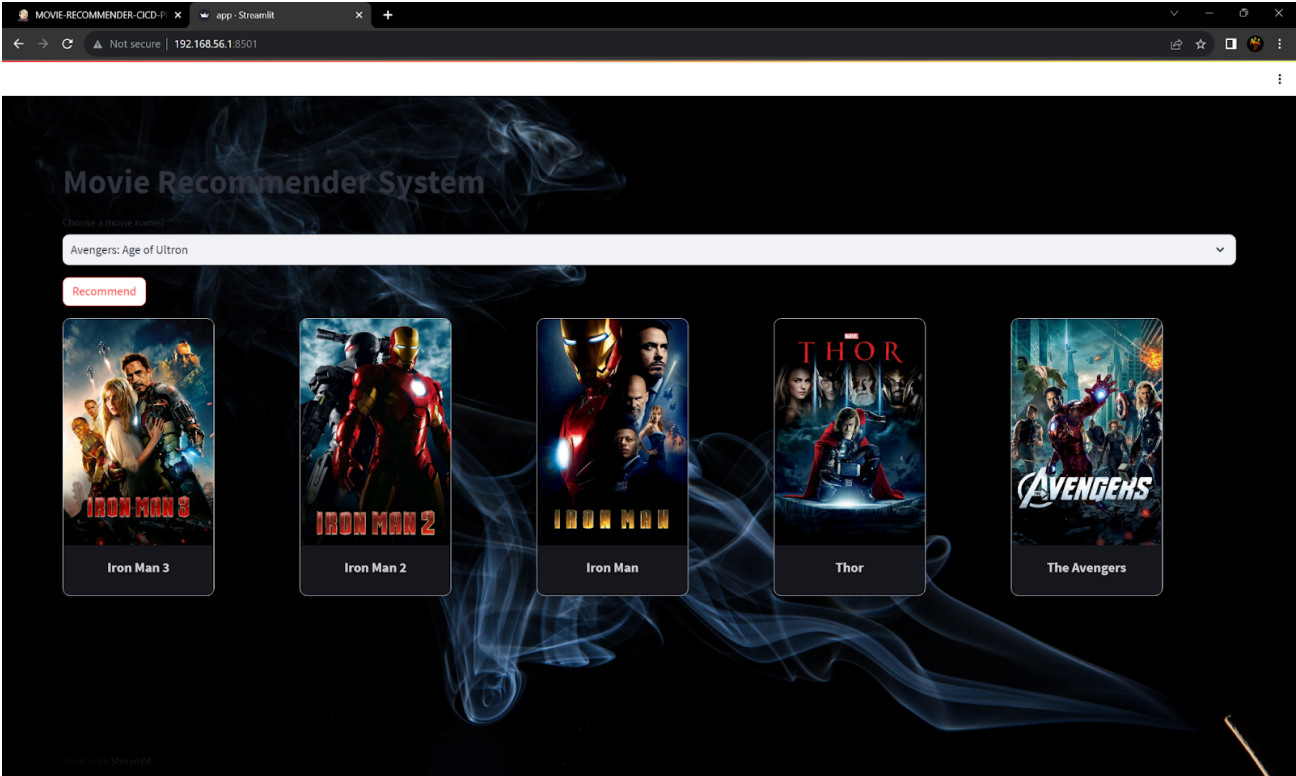 MOVIE-RECOMMENDER-CICD-PI
app · Streamlit
Not secure | 192.168.56.1:8501
Movie Recommender System
Choose a movie name?
Avengers: Age of Ultron
Recommend
IRON MAN 3
IRON MAN 2
IRON MAN
MARVEL
THOR
AVENGERS
Iron Man 3
Iron Man 2
Iron Man
Thor
The Avengers
Made with Streamlit